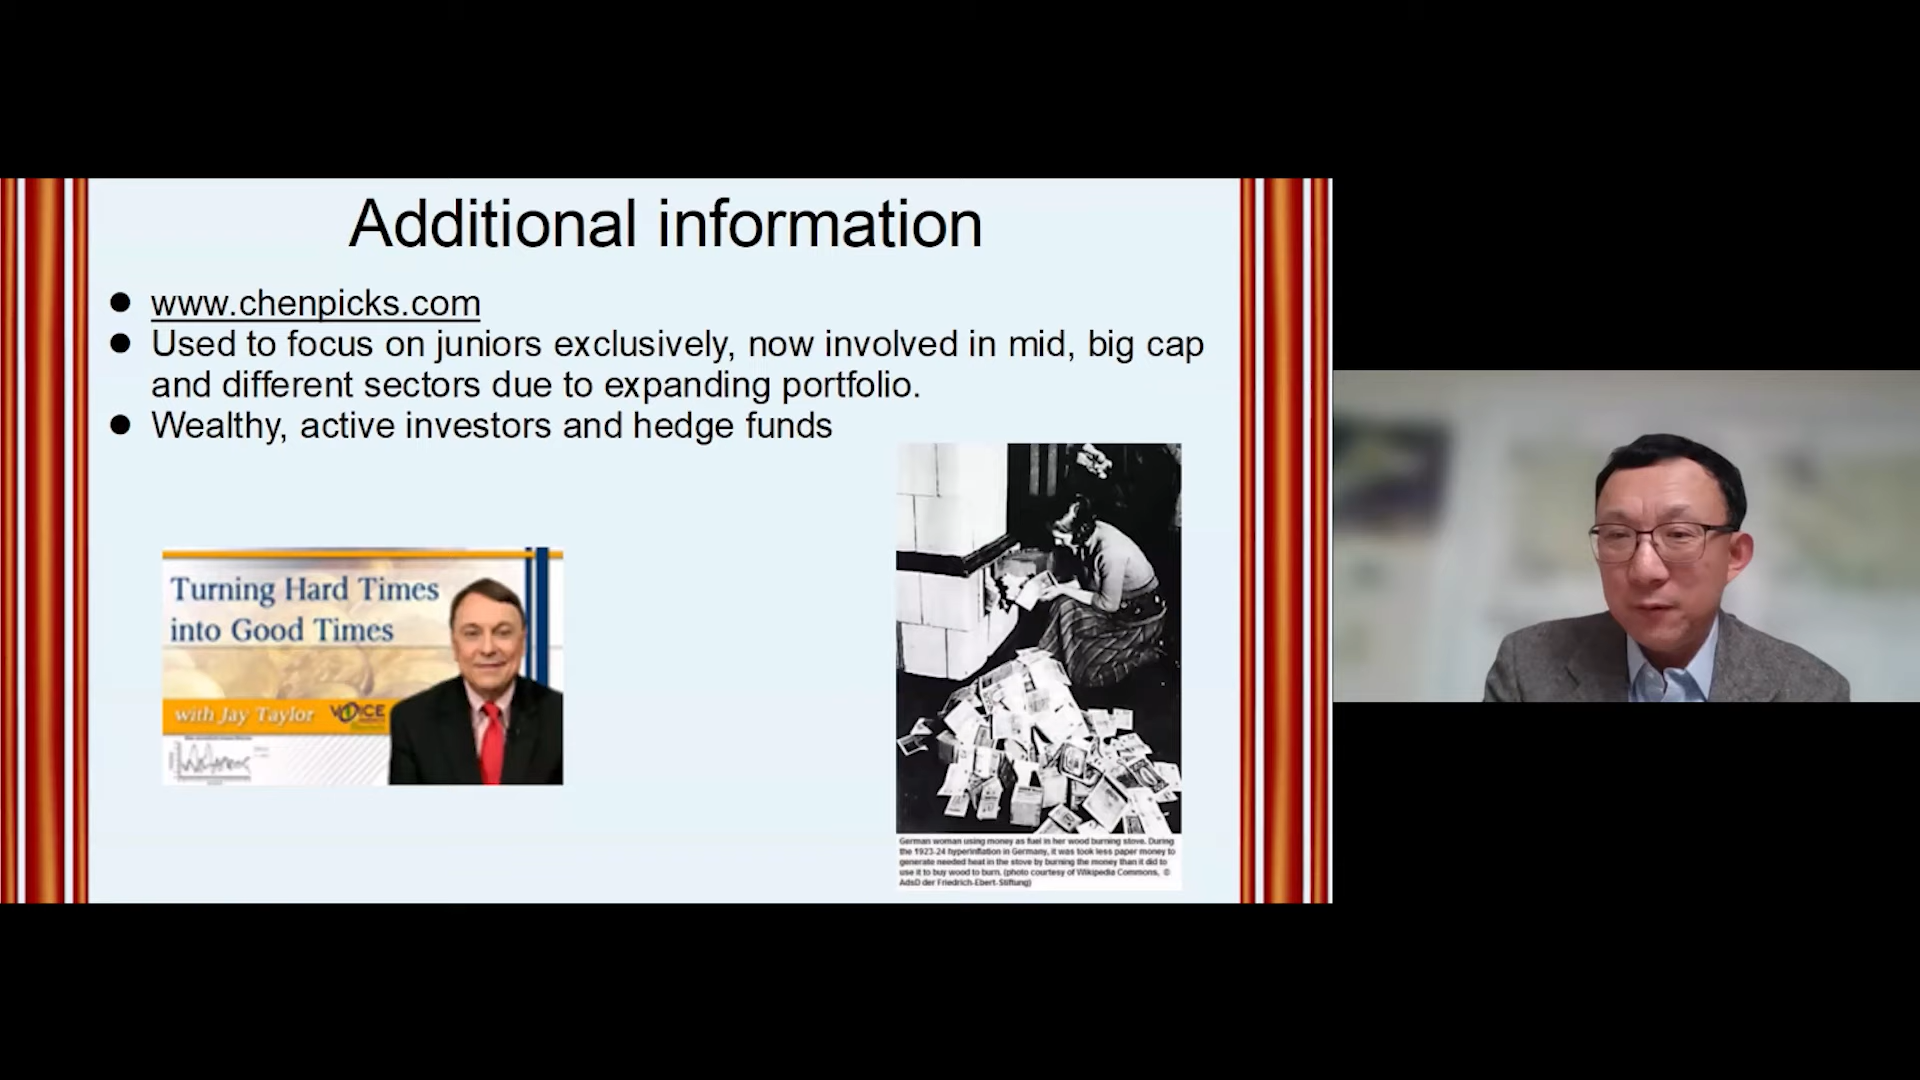 Additional information
www.chenpicks.com
Used to focus on juniors exclusively, now involved in mid, big cap
and different sectors due to expanding portfolio.
Wealthy, active investors and hedge funds
Turning Hard Times
into Good Times
with Jay Taylor
VOICE
German woman using money as fuel in her wood burning stove. During
the 1923-24 hyperinflation in Germany, it was took less paper money to
generate needed heat in the stove by burning the money than it did to
use it to buy wood to burn. (photo courtesy of Wikipedia Commons, ©
AdsD der Friedrich-Ebert-Stiftung)